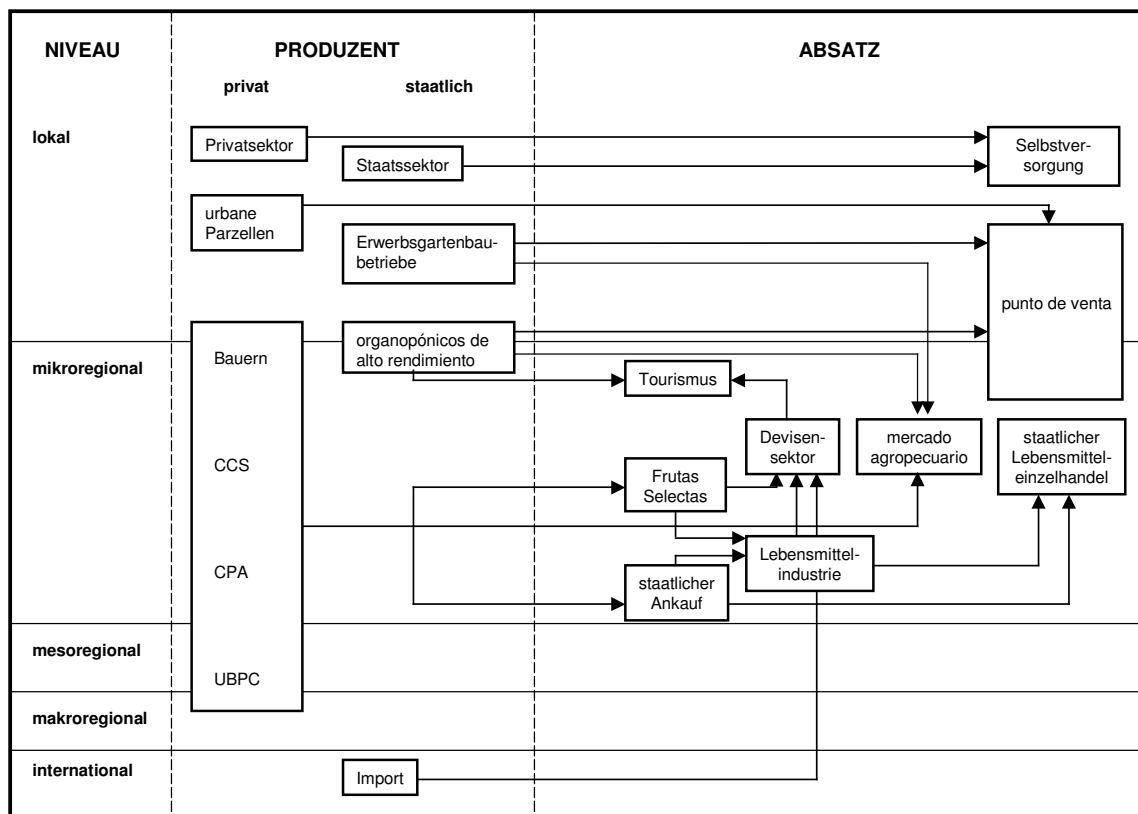 NIVEAU
PRODUZENT
ABSATZ
privat
staatlich
lokal
Privatsektor
Staatssektor
Selbstver-
sorgung
urbane
Parzellen
Erwerbsgartenbau-
betriebe
punto de venta
mikroregional
Bauern
organopónicos de
alto rendimiento
Tourismus
CCS
Devisen-
sektor
mercado
agropecuario
staatlicher
Lebensmittel-
einzelhandel
Frutas
Selectas
CPA
Lebensmittel-
industrie
staatlicher
Ankauf
mesoregional
UBPC
makroregional
international
Import